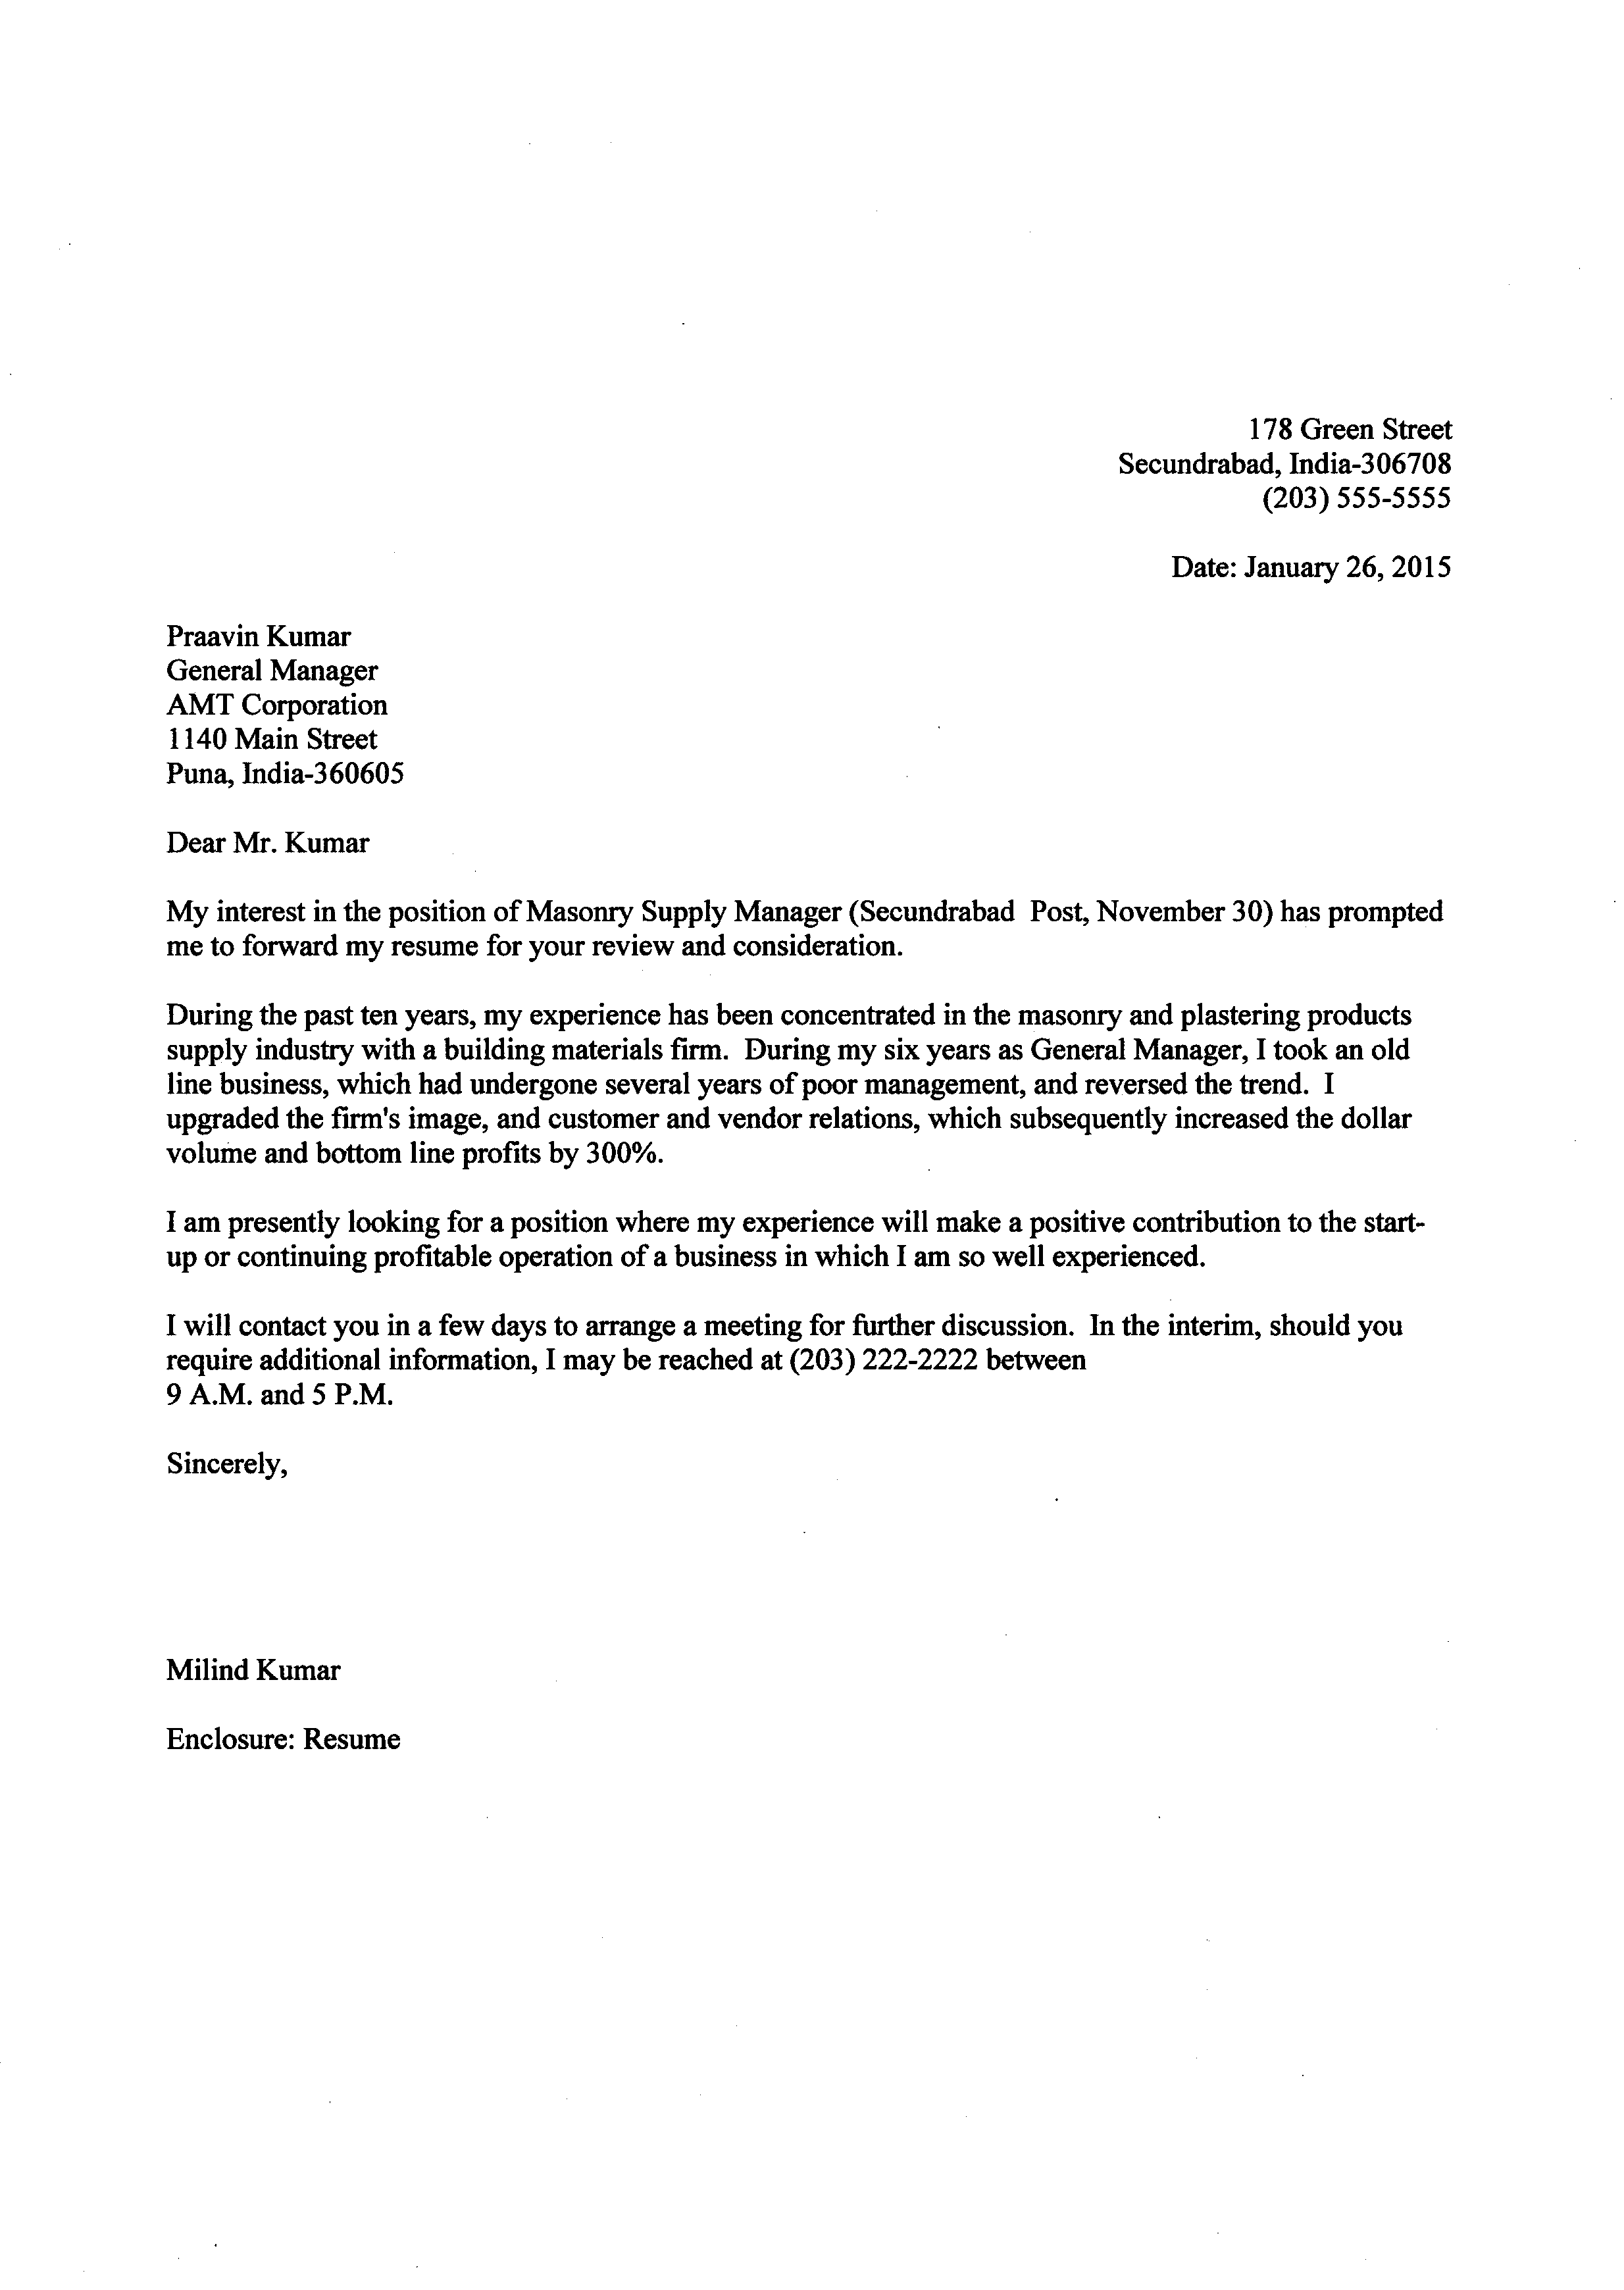 178 Green Street
Secundrabad, India-306708
(203) 555-5555
Date: January 26, 2015
Praavin Kumar
General Manager
AMT Corporation
1140 Main Street
Puna, India-360605
Dear Mr. Kumar
My interest in the position of Masonry Supply Manager (Secundrabad Post, November 30) has prompted
me to forward my resume for your review and consideration.
During the past ten years, my experience has been concentrated in the masonry and plastering products
supply industry with a building materials firm. During my six years as General Manager, I took an old
line business, which had undergone several years of poor management, and reversed the trend. I
upgraded the firm's image, and customer and vendor relations, which subsequently increased the dollar
volume and bottom line profits by 300%.
I am presently looking for a position where my experience will make a positive contribution to the start-
up or continuing profitable operation of a business in which I am so well experienced.
I will contact you in a few days to arrange a meeting for further discussion. In the interim, should you
require additional information, I may be reached at (203) 222-2222 between
9 A.M. and 5 P.M.
Sincerely,
Milind Kumar
Enclosure: Resume